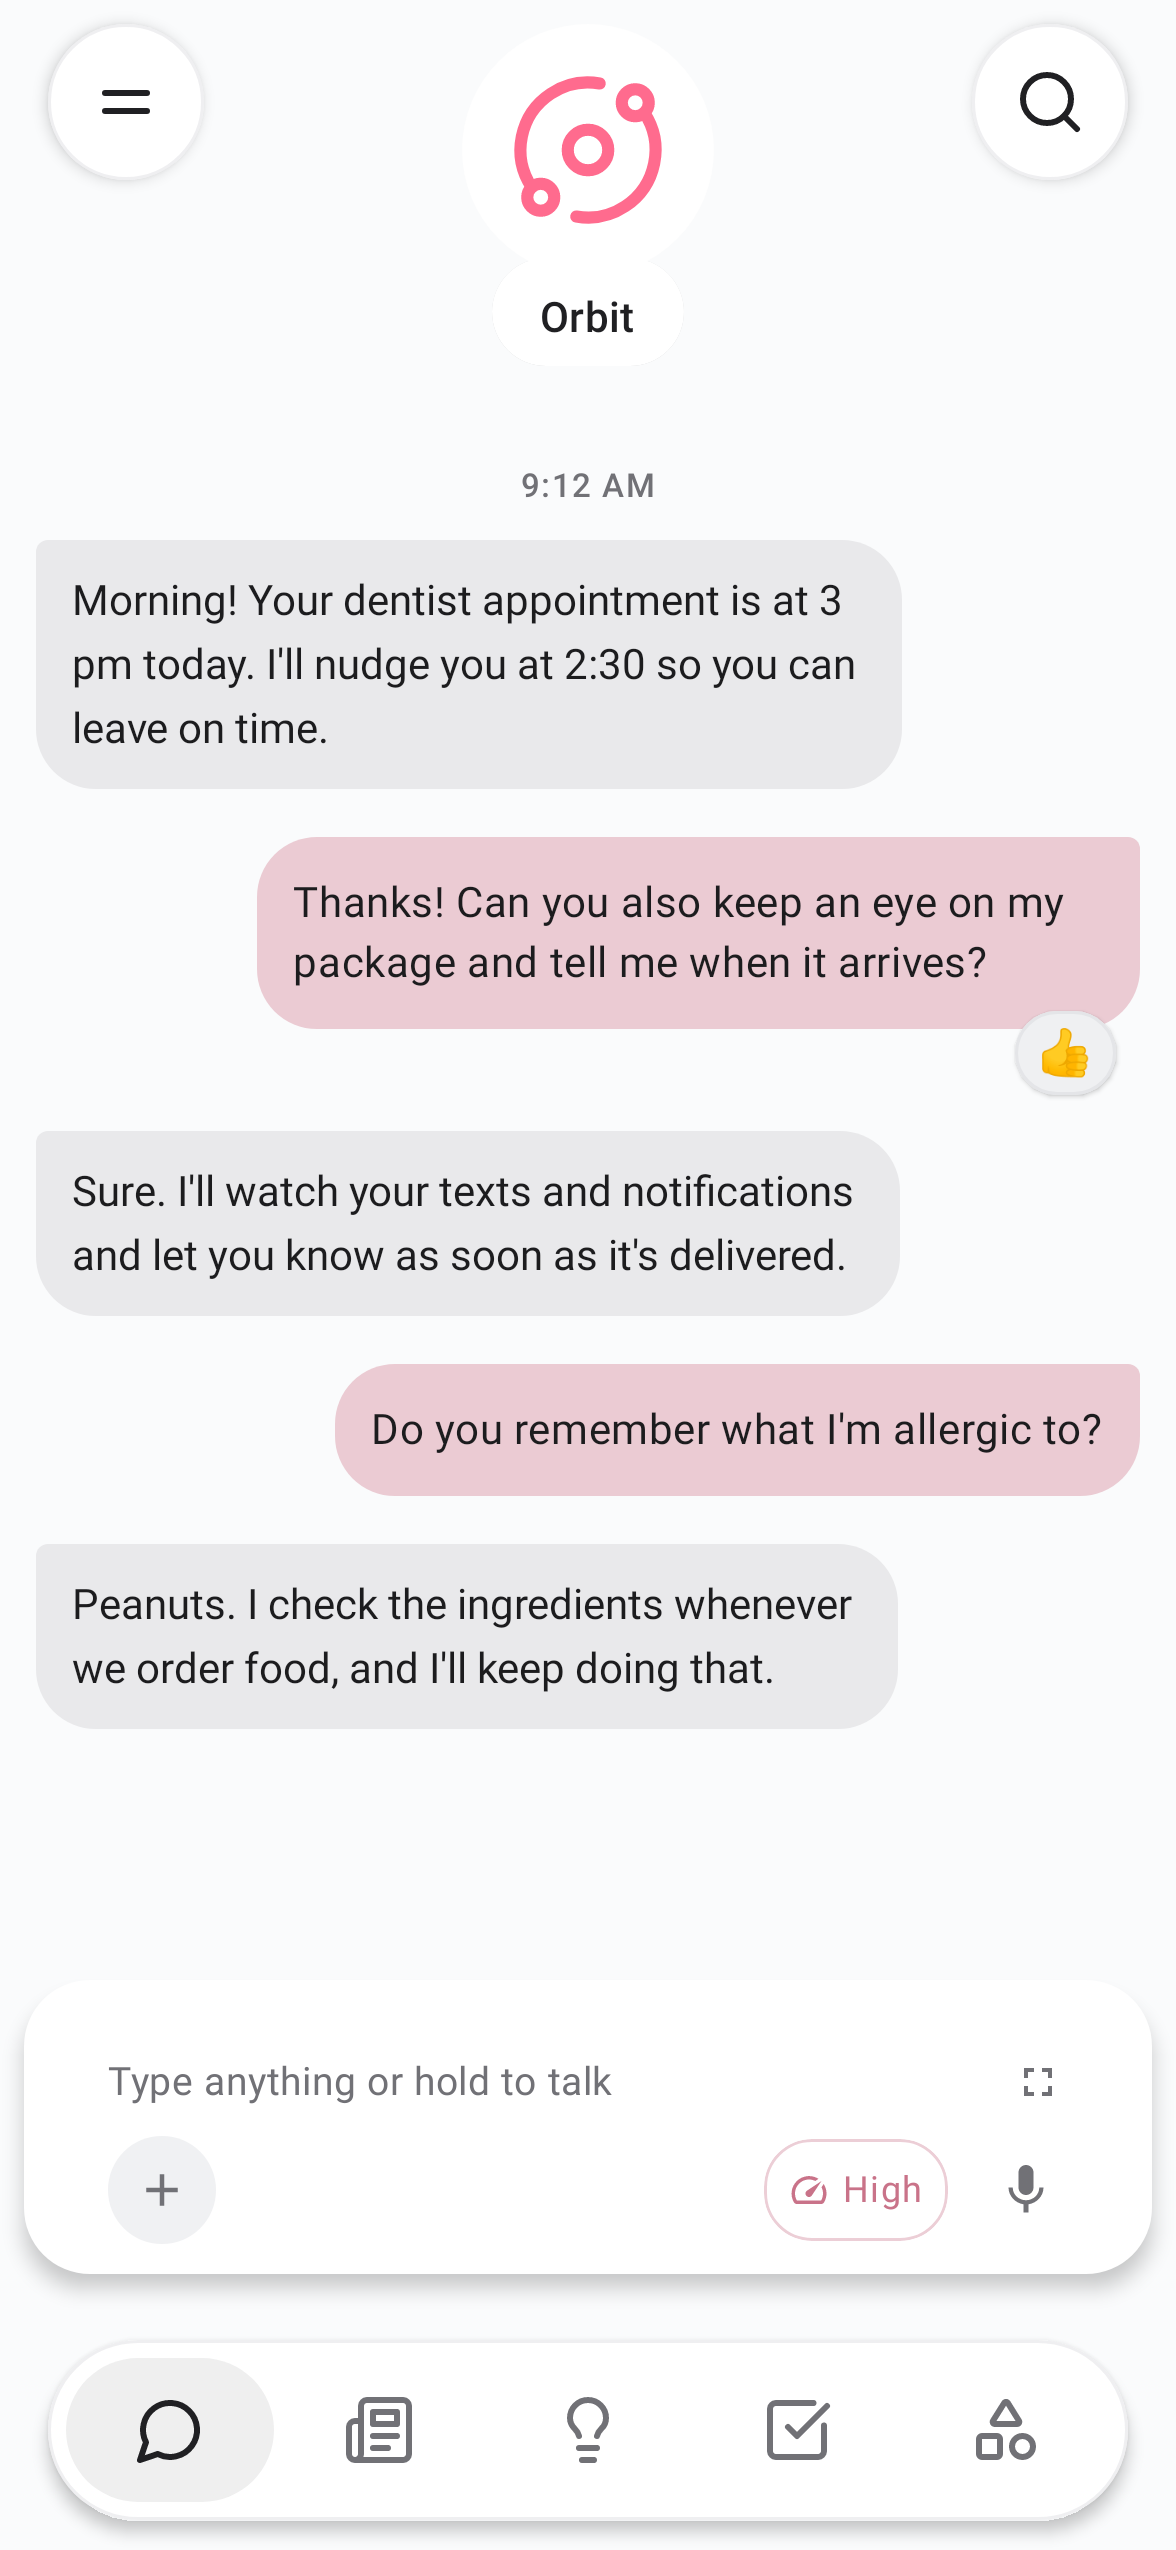 Orbit
9:12 AM
Morning! Your dentist appointment is at 3
pm today. I'll nudge you at 2:30 so you can
leave on time.
Thanks! Can you also keep an eye on my
package and tell me when it arrives?
Sure. I'll watch your texts and notifications
and let you know as soon as it's delivered.
Do you remember what I'm allergic to?
Peanuts. I check the ingredients whenever
we order food, and I'll keep doing that.
Type anything or hold to talk
High